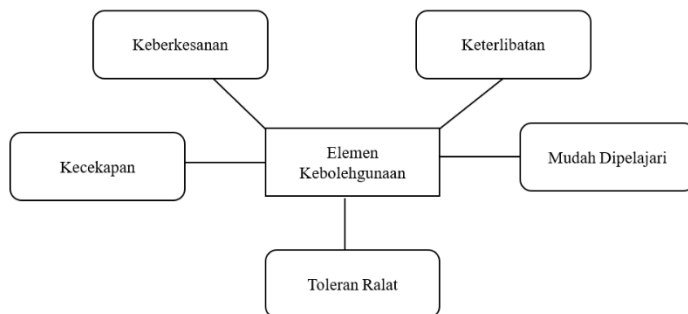 Keberkesanan
Keterlibatan
Elemen
Kebolehgunaan
Kecekapan
Mudah Dipelajari
Toleran Ralat